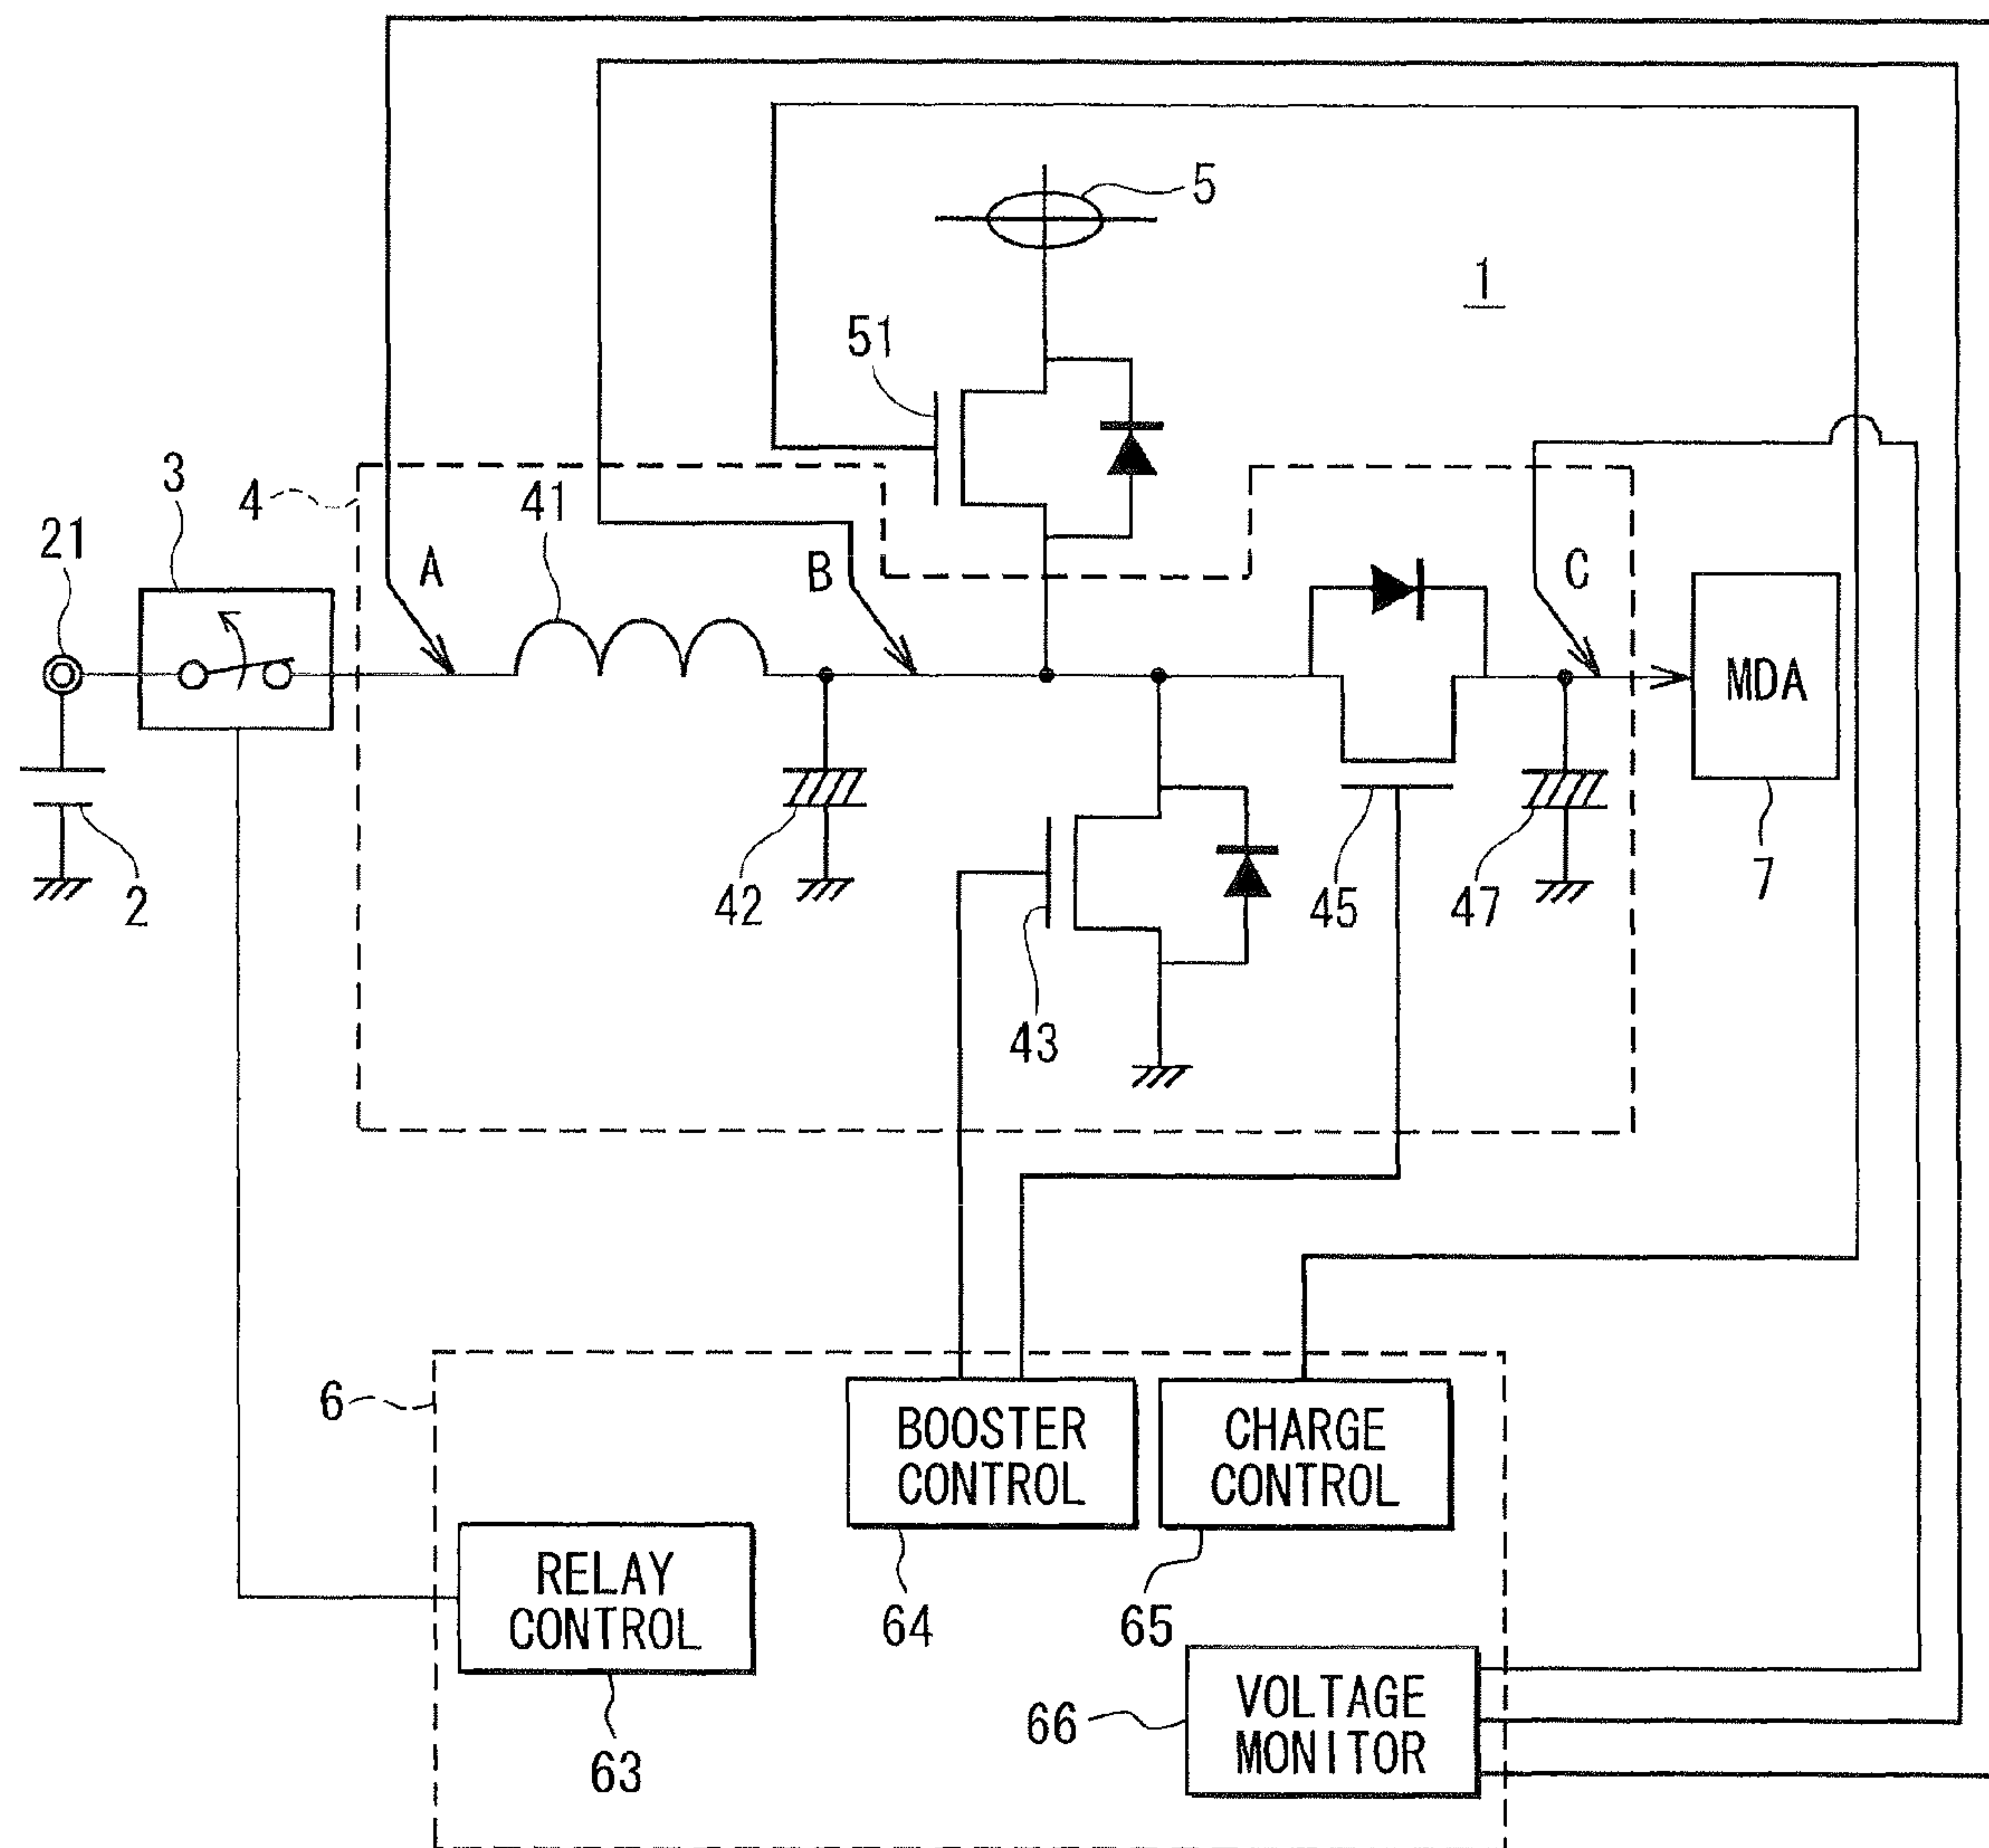 5
1
51
3
4
41
21
A
B
C
MDA
2
42
45
47
7
43
6
BOOSTER
CONTROL
CHARGE
CONTROL
RELAY
CONTROL
64
65
VOLTAGE
MONITOR
66
63